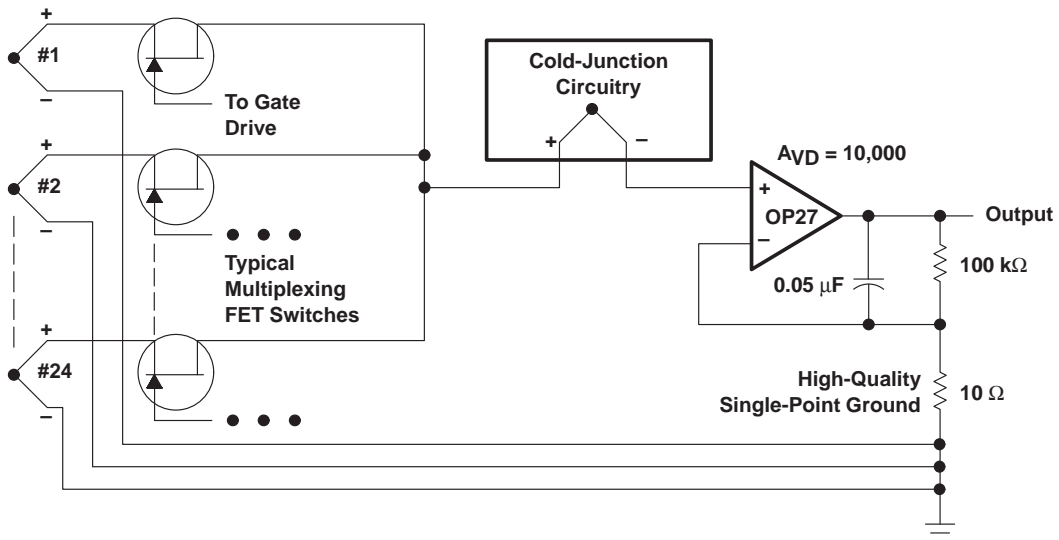 +
#1
−
To Gate
Drive
+
#2
−
Typical
Multiplexing
FET Switches
+
#24
−
Cold-Junction
Circuitry
+
−
AVD = 10,000
+
OP27
−
Output
0.05 μF
100 kΩ
High-Quality
Single-Point Ground
10 Ω